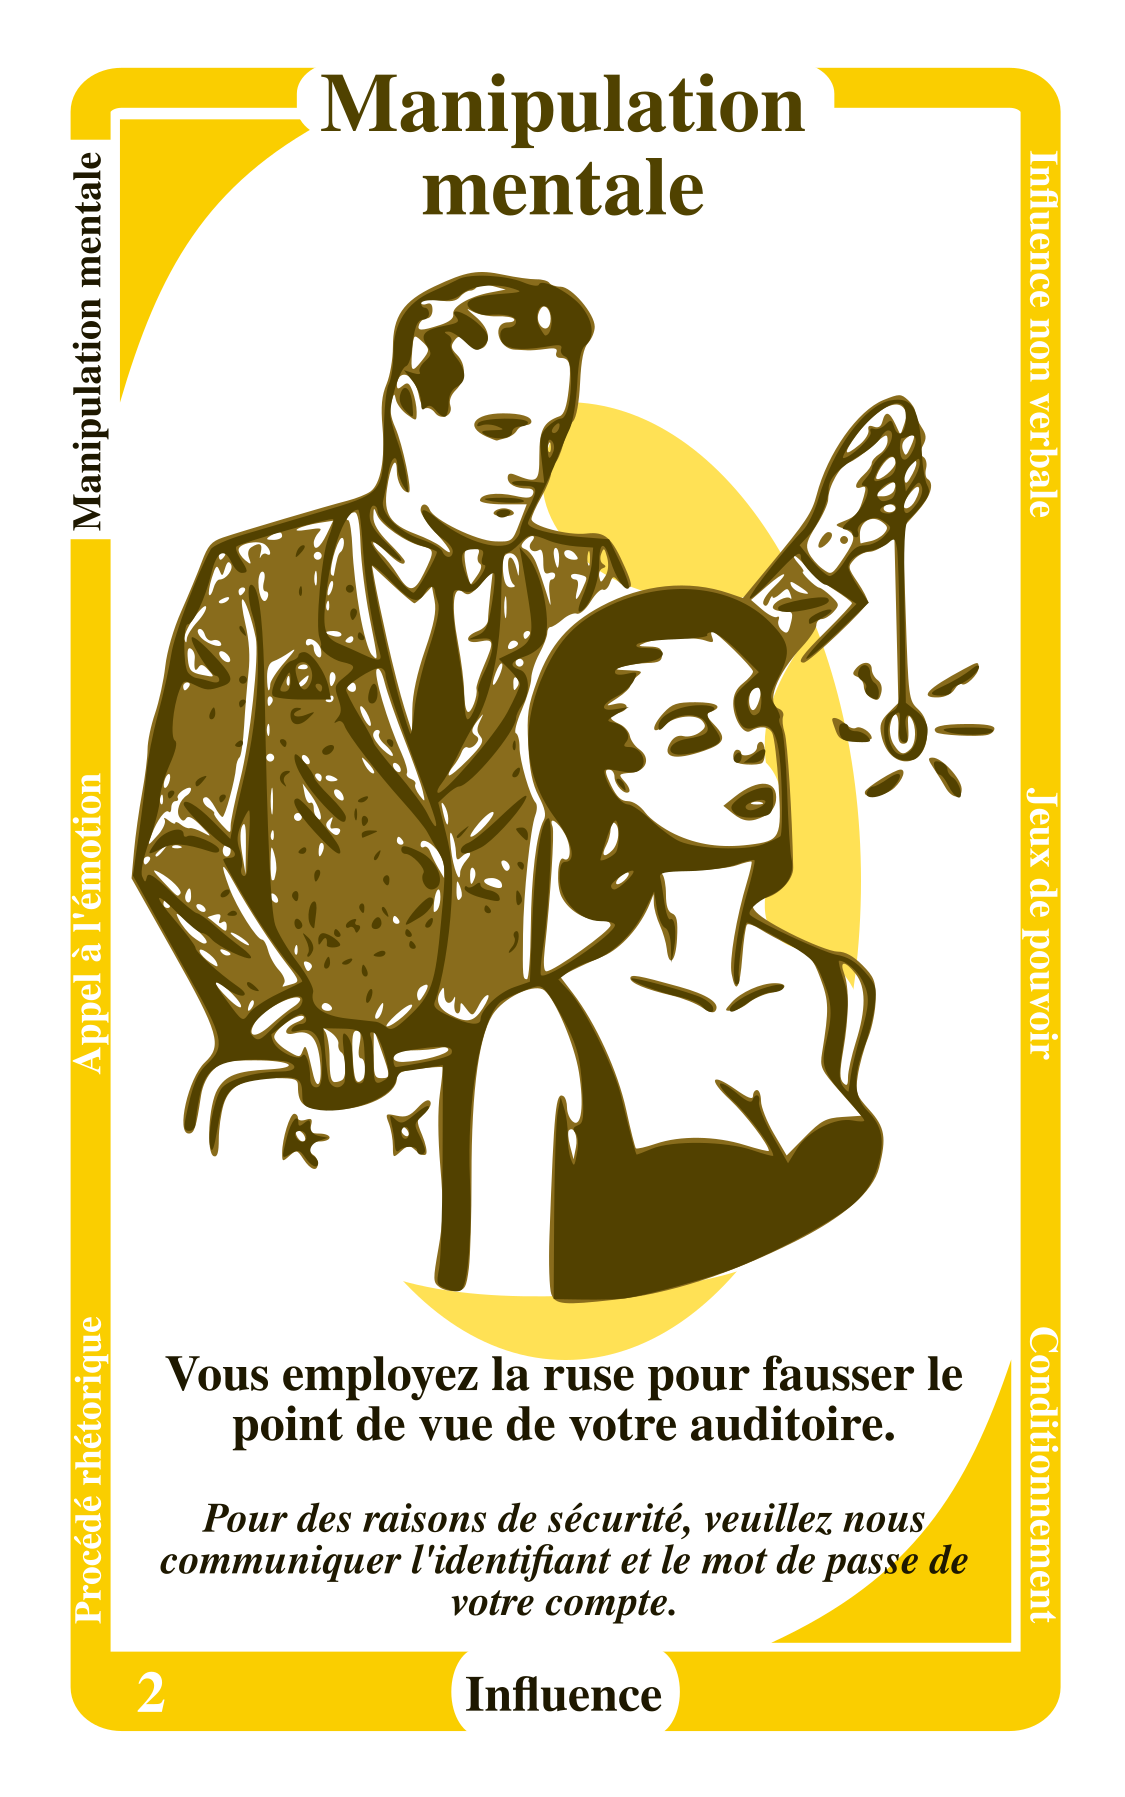 Manipulation
mentale
Manipulation mentale
Appel à l'émotion
Procédé rhétorique
Influence non verbale
Jeux de pouvoir
Conditionnement
Vous employez la ruse pour fausser le
point de vue de votre auditoire.
Pour des raisons de sécurité, veuillez nous
communiquer l'identifiant et le mot de passe de
votre compte.
2
Influence